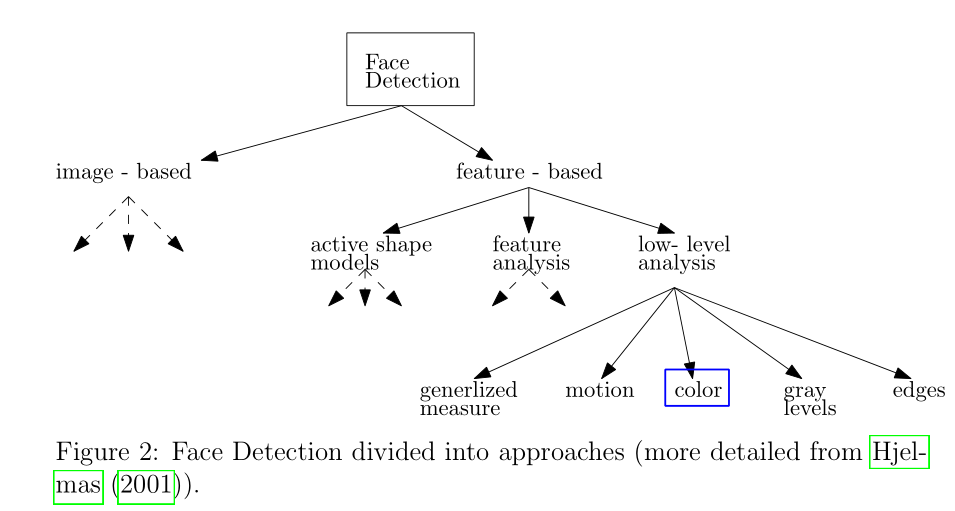 Face
Detection
image - based
feature - based
active shape
models
feature
analysis
low- level
analysis
generlized
measure
motion
color
gray
levels
edges
Figure 2: Face Detection divided into approaches (more detailed from Hjel-
mas (2001)).